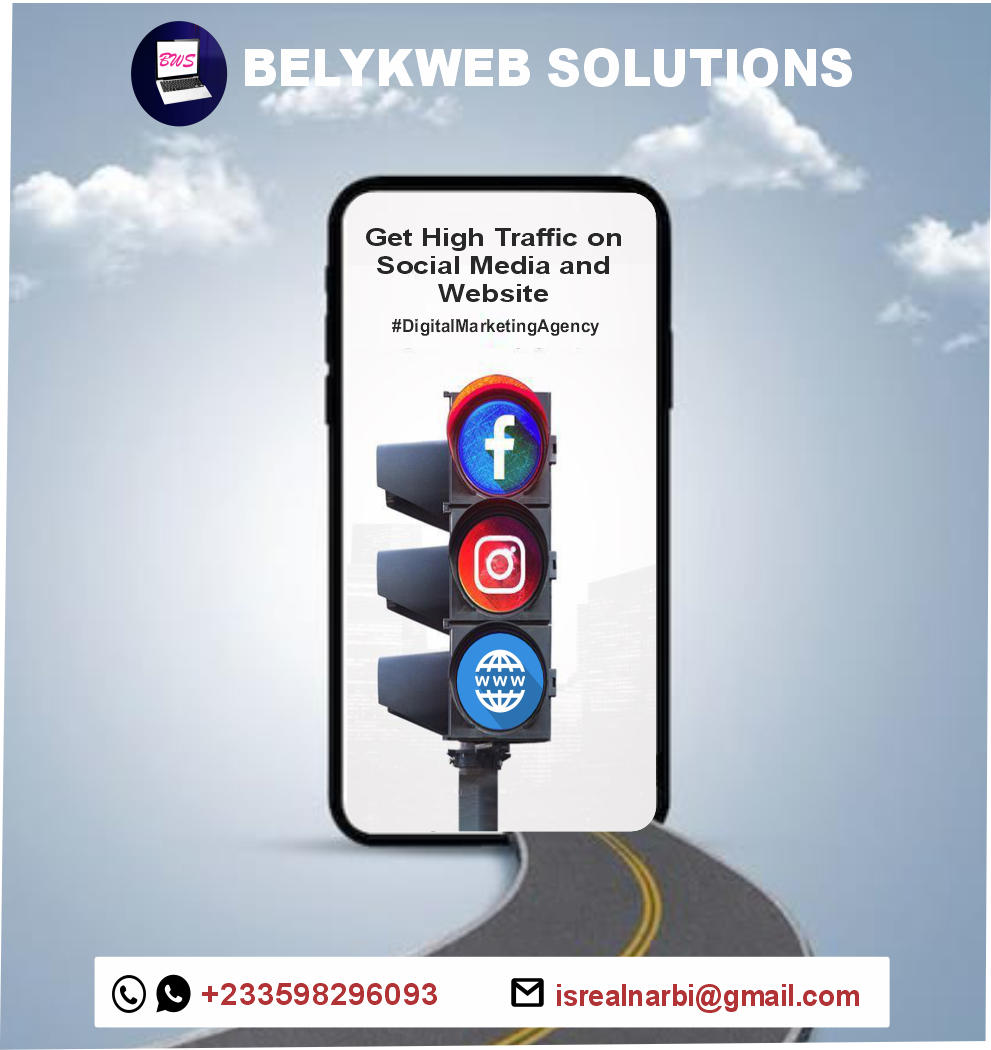 BWS
BELYKWEB SOLUTIONS
Get High Traffic on
Social Media and
Website
#DigitalMarketingAgency
f
WWW
+233598296093
isrealnarbi@gmail.com